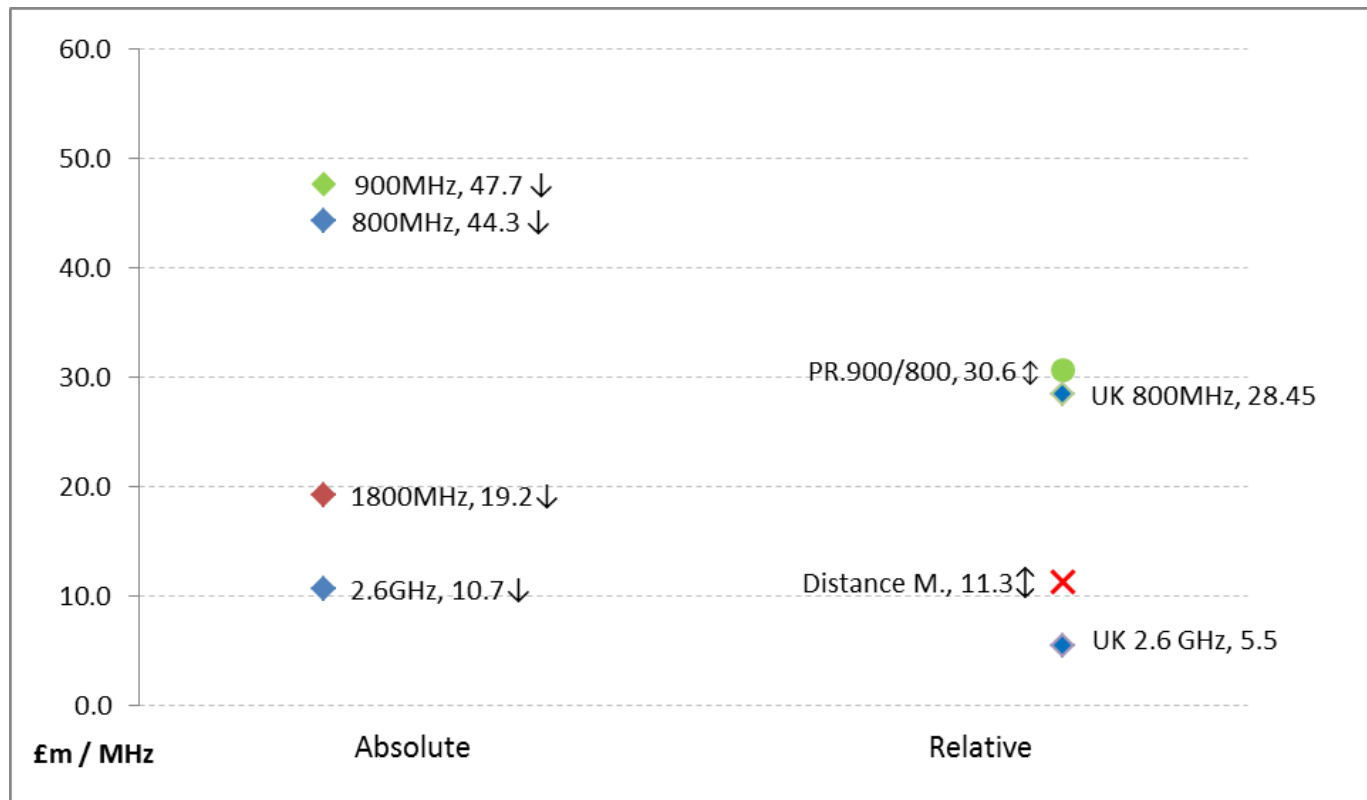 60.0
50.0
40.0
30.0
20.0
10.0
0.0
£m / MHz
900MHz, 47.7 ↓
800MHz, 44.3 ↓
1800MHz, 19.2 ↓
2.6GHz, 10.7 ↓
PR.900/800, 30.6 ↕
UK 800MHz, 28.45
Distance M., 11.3 ↕
UK 2.6 GHz, 5.5
Absolute
Relative